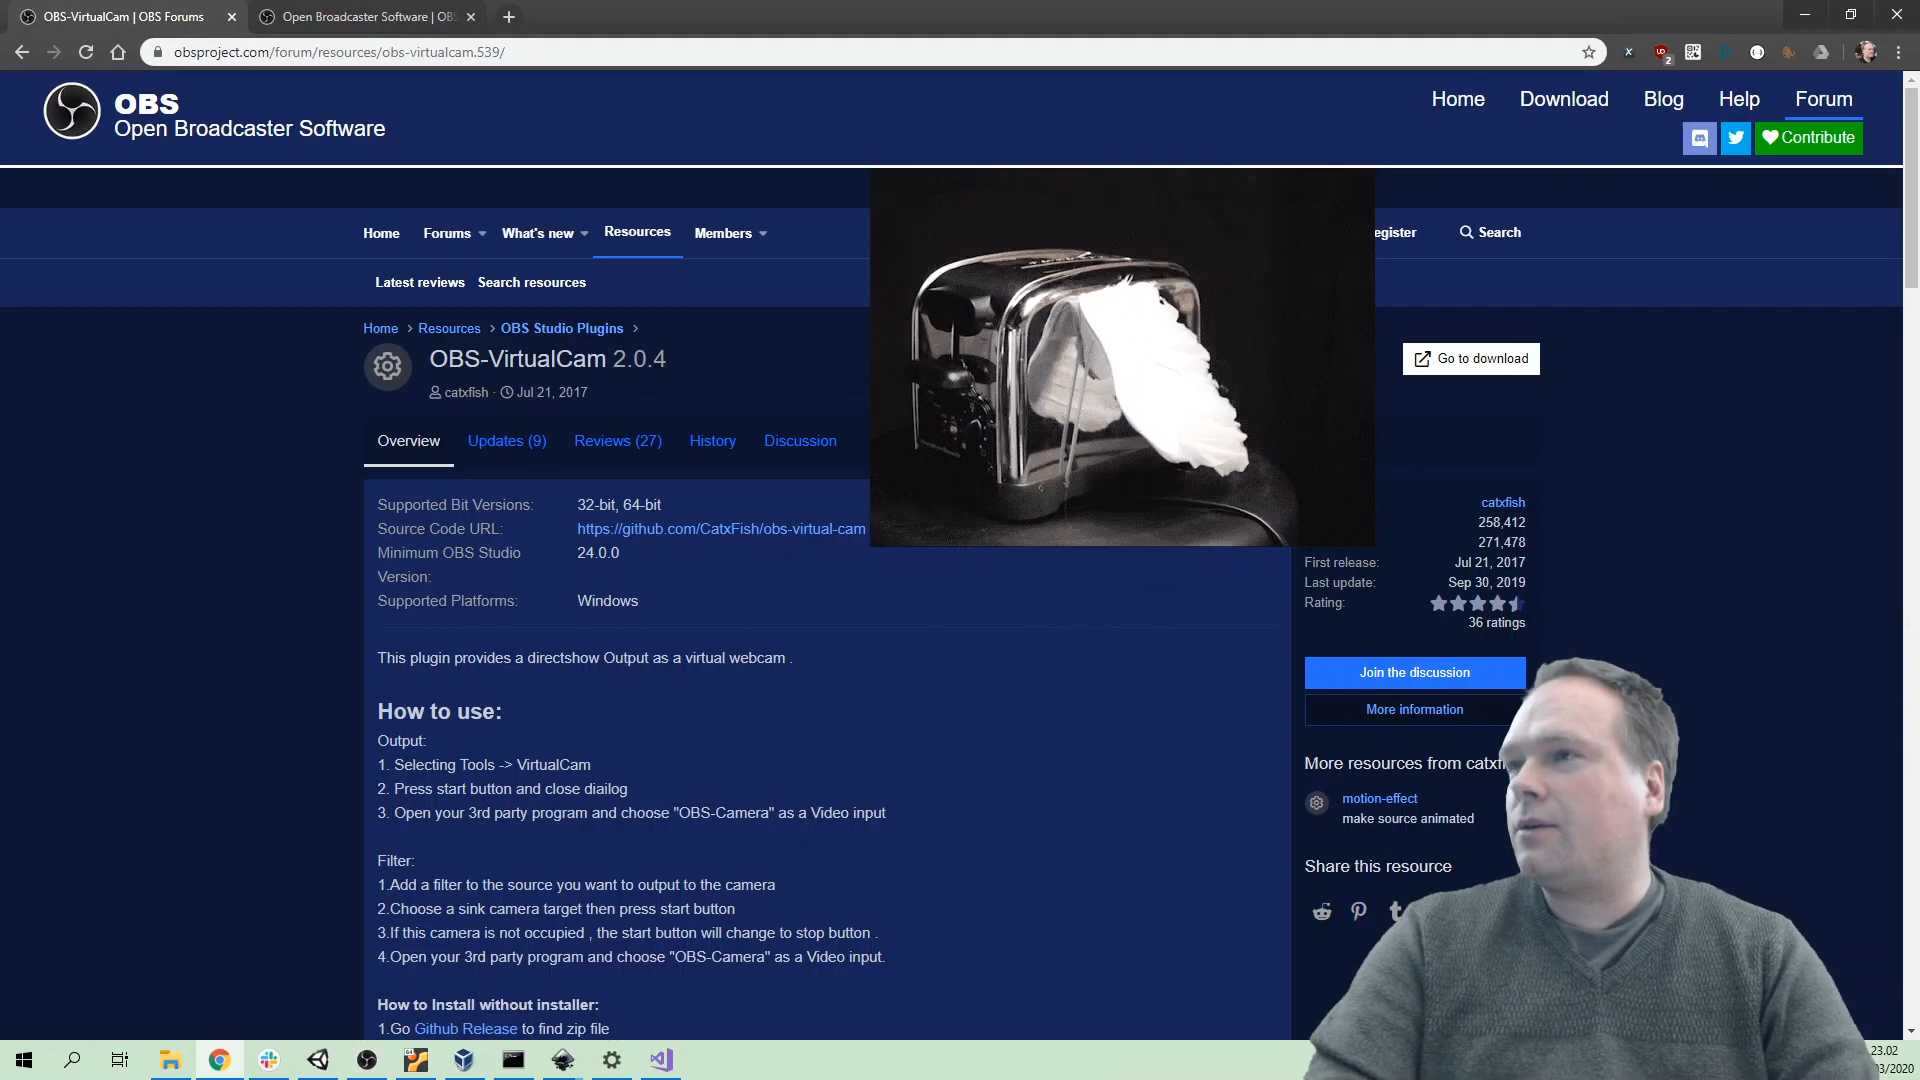 OBS-VirtualCam | OBS Forums
Open Broadcaster Software | OBS
obsproject.com/forum/resources/obs-virtualcam.539/
2
OBS
Open Broadcaster Software
Home Download Blog Help Forum
Contribute
Home Forums What's new Resources Members
egister Search
Latest reviews Search resources
Home Resources OBS Studio Plugins
OBS-VirtualCam 2.0.4
Go to download
catxfish · Jul 21, 2017
Overview Updates (9) Reviews (27) History Discussion
Supported Bit Versions: 32-bit, 64-bit
Source Code URL: https://github.com/CatxFish/obs-virtual-cam
Minimum OBS Studio Version: 24.0.0
Supported Platforms: Windows
This plugin provides a directshow Output as a virtual webcam .
How to use:
Output:
1. Selecting Tools -> VirtualCam
2. Press start button and close diailog
3. Open your 3rd party program and choose "OBS-Camera" as a Video input
Filter:
1.Add a filter to the source you want to output to the camera
2.Choose a sink camera target then press start button
3.If this camera is not occupied , the start button will change to stop button .
4.Open your 3rd party program and choose "OBS-Camera" as a Video input.
How to Install without installer:
1.Go Github Release to find zip file
catxfish
258,412
271,478
First release: Jul 21, 2017
Last update: Sep 30, 2019
Rating:
36 ratings
Join the discussion
More information
More resources from catxf
motion-effect
make source animated
Share this resource
23.02
03/2020